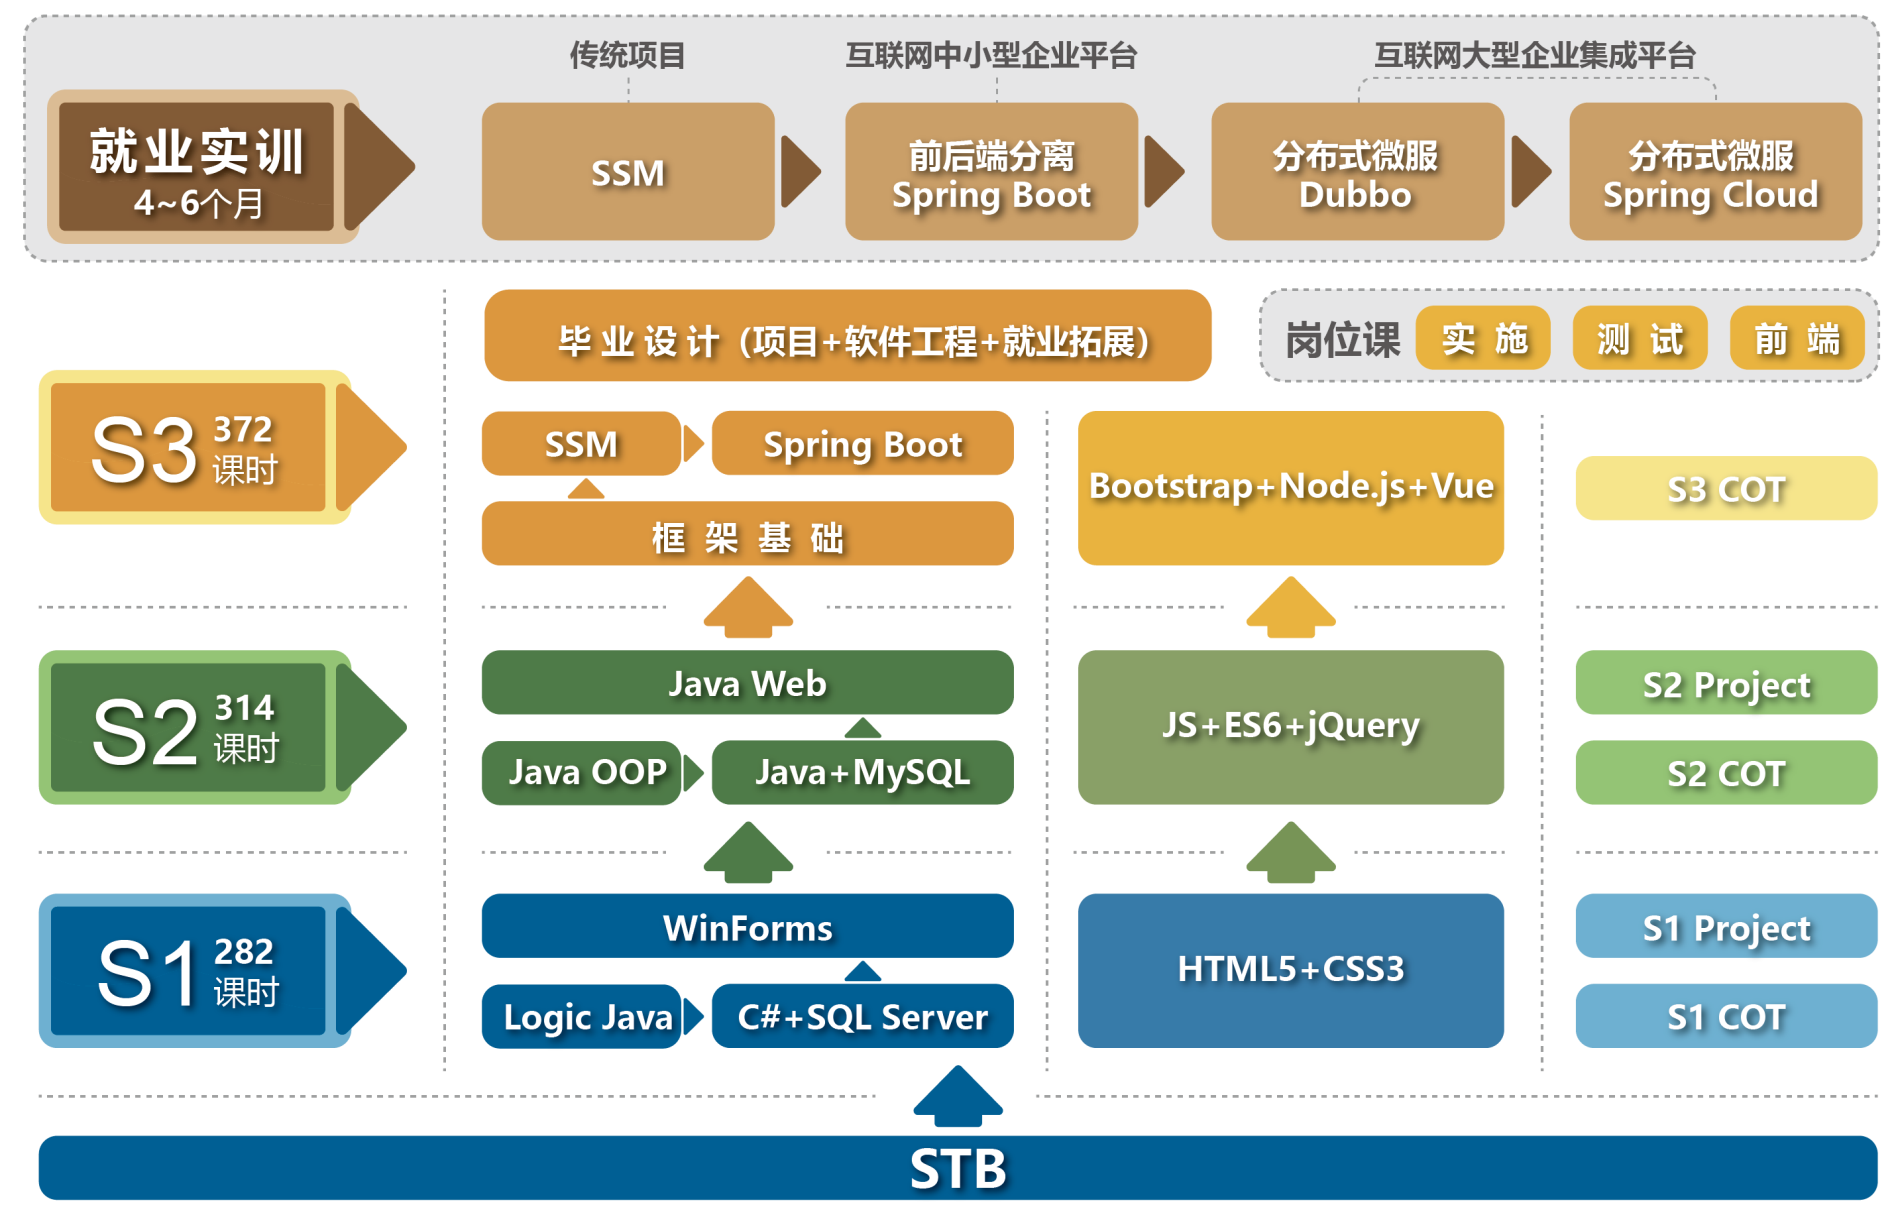 传统项目
互联网中小型企业平台
互联网大型企业集成平台
就业实训
4~6个月
SSM
前后端分离
Spring Boot
分布式微服
Dubbo
分布式微服
Spring Cloud
毕业设计（项目+软件工程+就业拓展）
岗位课
实施
测试
前端
S3
372
课时
SSM
Spring Boot
框架基础
Bootstrap+Node.js+Vue
S3 COT
S2
314
课时
Java Web
Java OOP
Java+MySQL
JS+ES6+jQuery
S2 Project
S2 COT
S1
282
课时
WinForms
Logic Java
C#+SQL Server
HTML5+CSS3
S1 Project
S1 COT
STB